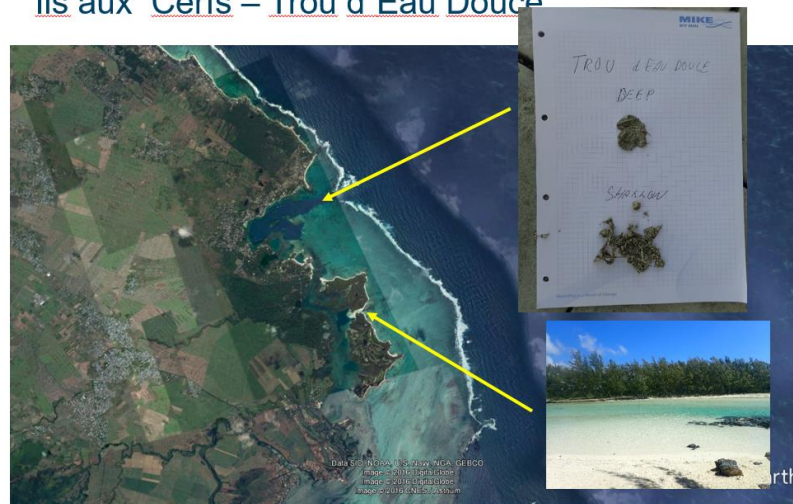 Ils aux Cerfs – Trou d'Eau Douce
MIKE
TROU d'EAU DOUCE
DEEP
SHALLOW
Data SIO, NOAA, U.S. Navy, NGA, GEBCO
Image © 2016 DigitalGlobe
Image © 2016 DigitalGlobe
Image © 2016 CNES / Astrium